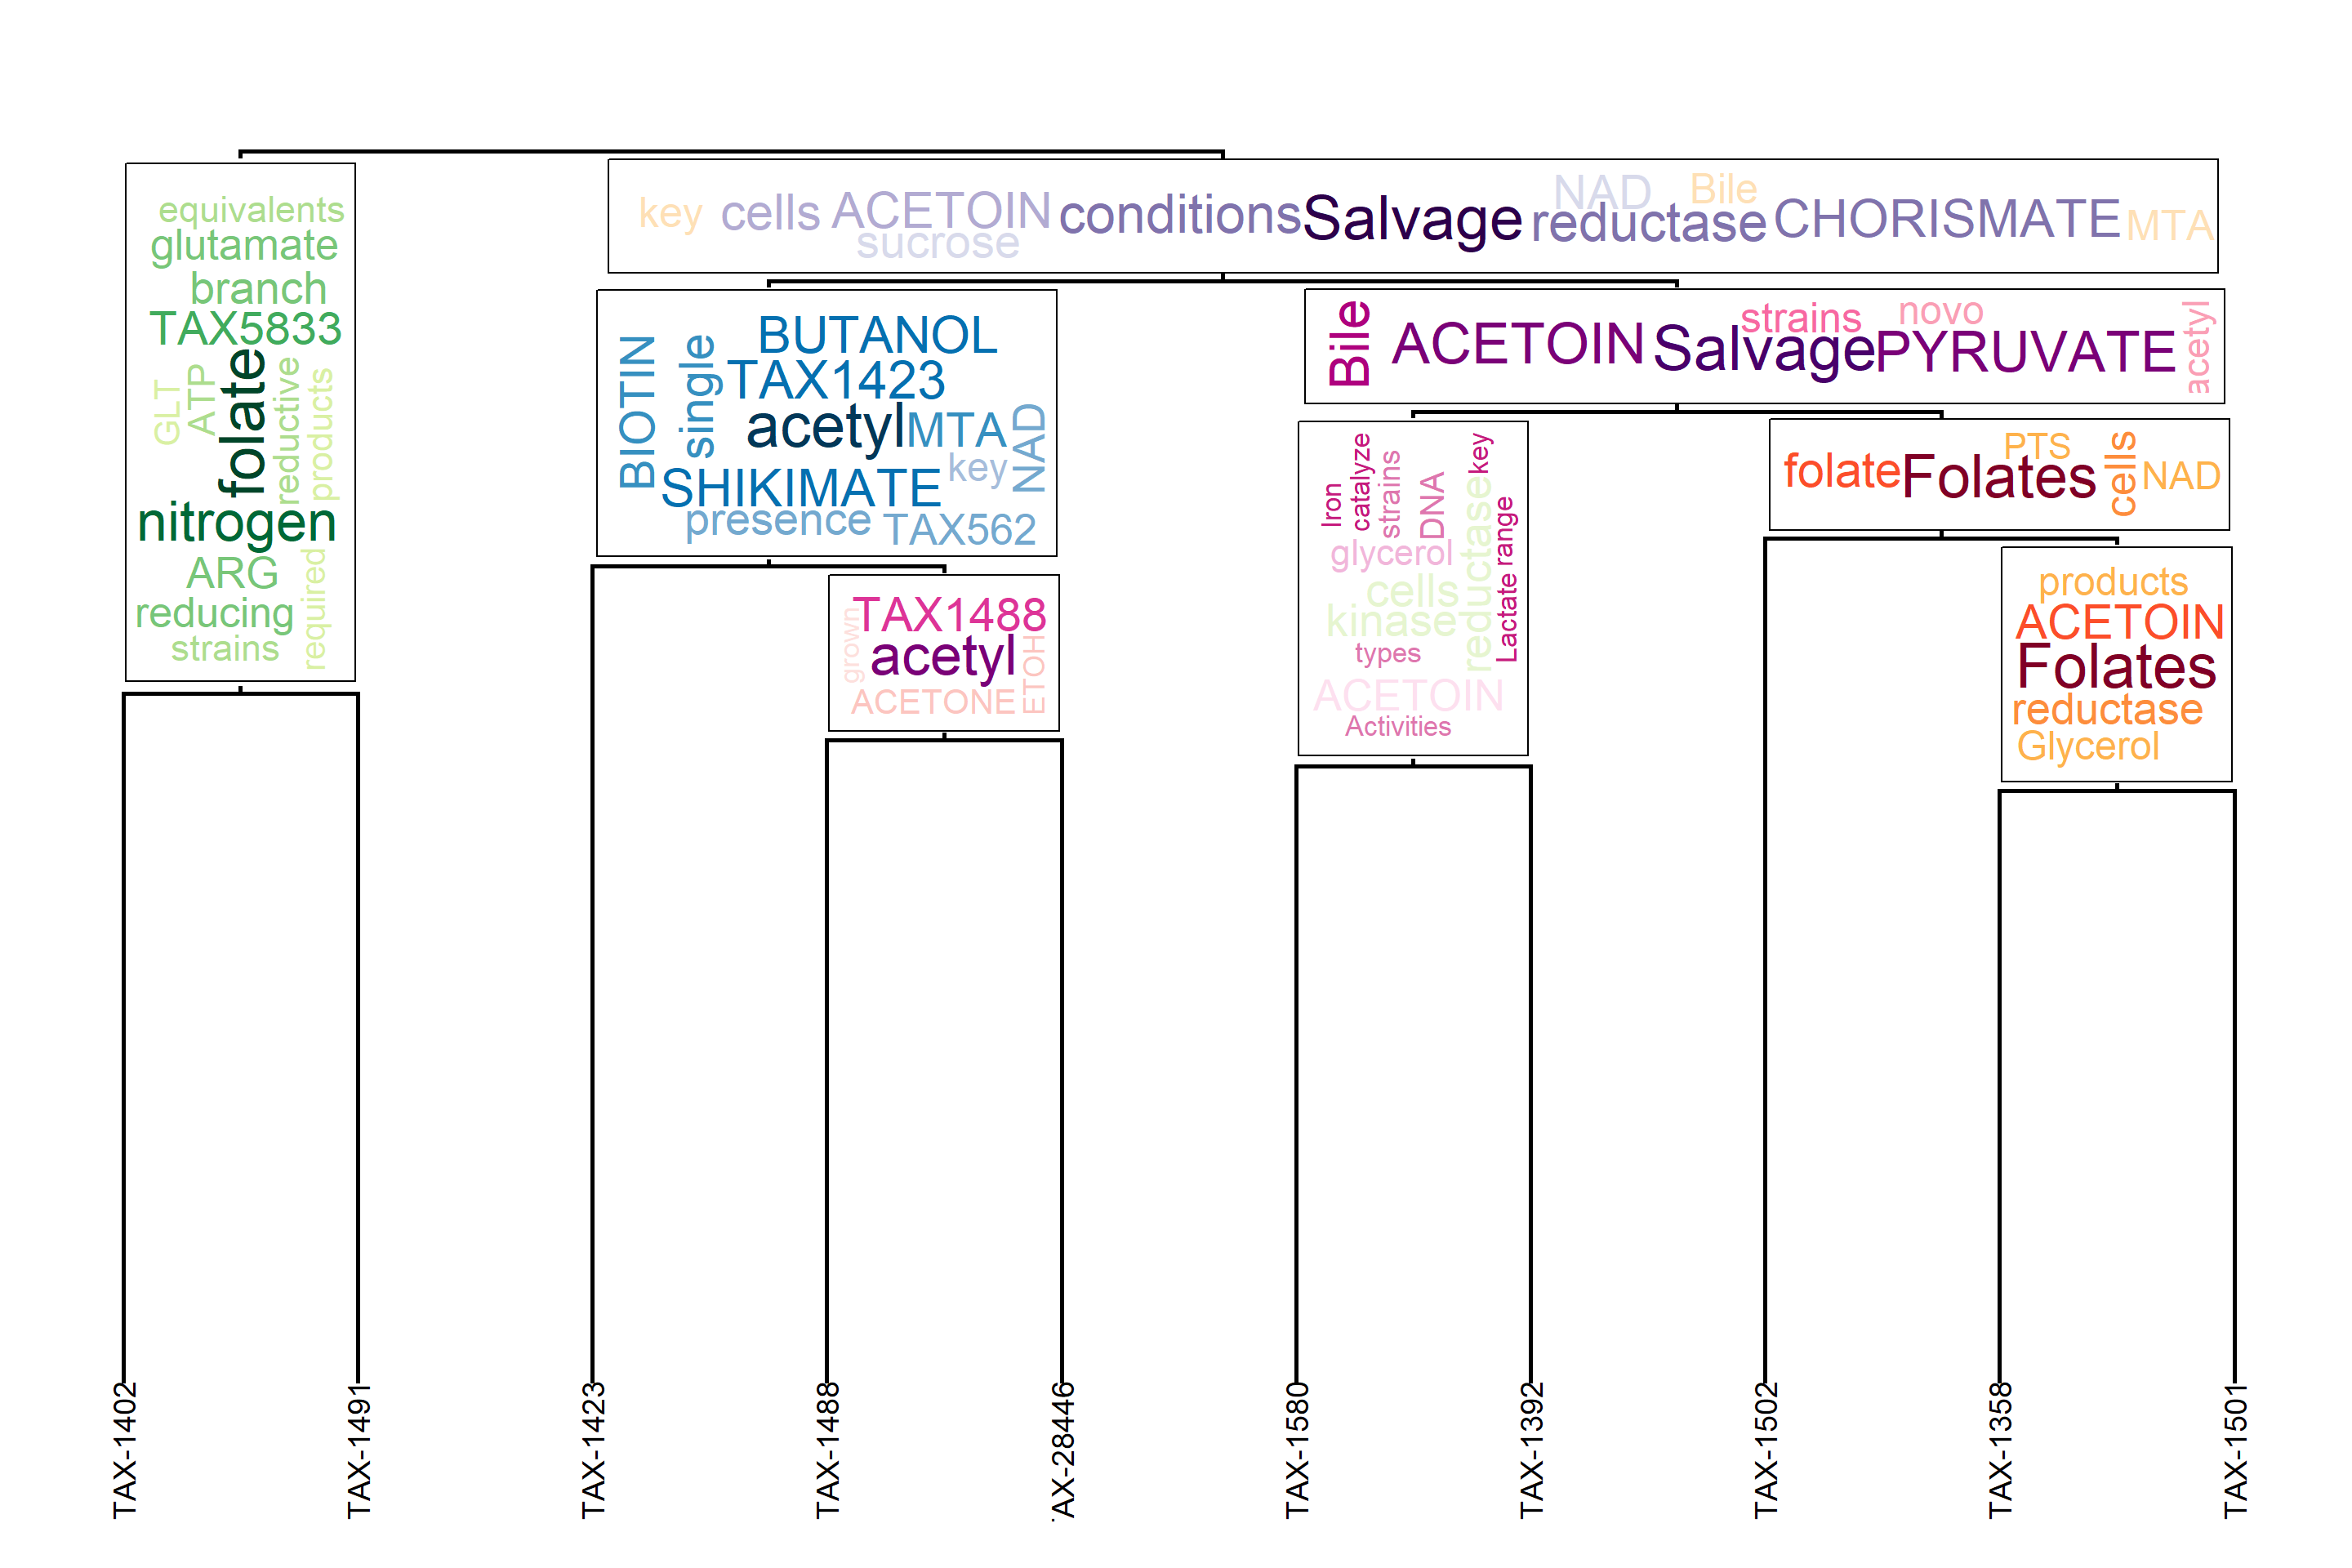 equivalents
glutamate
branch
TAX5833
GLT
ATP
folate
reductive
products
nitrogen
ARG
reducing
required
strains
key
cells
ACETOIN
sucrose
conditions
Salvage
NAD
reductase
Bile
CHORISMATE
MTA
BIOTIN
single
BUTANOL
TAX1423
acetyl
MTA
NAD
key
SHIKIMATE
presence
TAX562
Bile
ACETOIN
Salvage
strains
PYRUVATE
novo
acetyl
grown
TAX1488
acetyl
ETOH
ACETONE
Iron
catalyze
strains
DNA
key
reductase
range
glycerol
cells
kinase
Lactate
types
ACETOIN
Activities
folate
Folates
PTS
cells
NAD
products
ACETOIN
Folates
reductase
Glycerol
TAX-1402
TAX-1491
TAX-1423
TAX-1488
AX-28446
TAX-1580
TAX-1392
TAX-1502
TAX-1358
TAX-1501